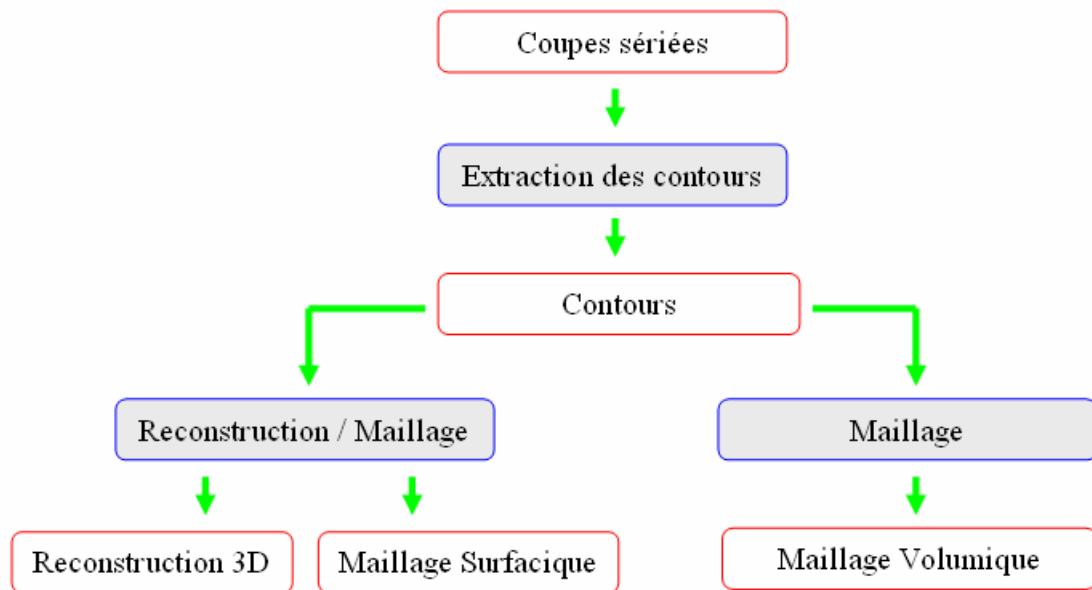 Coupes sériées
Extraction des contours
Contours
Reconstruction / Maillage
Maillage
Reconstruction 3D
Maillage Surfacique
Maillage Volumique